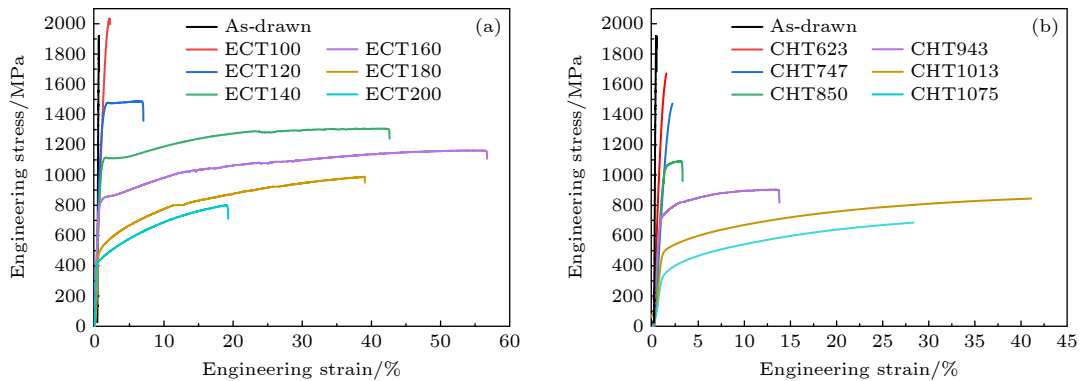 2000
1800
1600
1400
1200
1000
800
600
400
200
0
Engineering stress/MPa
As-drawn
ECT100
ECT120
ECT140
ECT160
ECT180
ECT200
(a)
0 10 20 30 40 50 60
Engineering strain/%
2000
1800
1600
1400
1200
1000
800
600
400
200
0
Engineering stress/MPa
As-drawn
CHT623
CHT747
CHT850
CHT943
CHT1013
CHT1075
(b)
0 5 10 15 20 25 30 35 40 45
Engineering strain/%